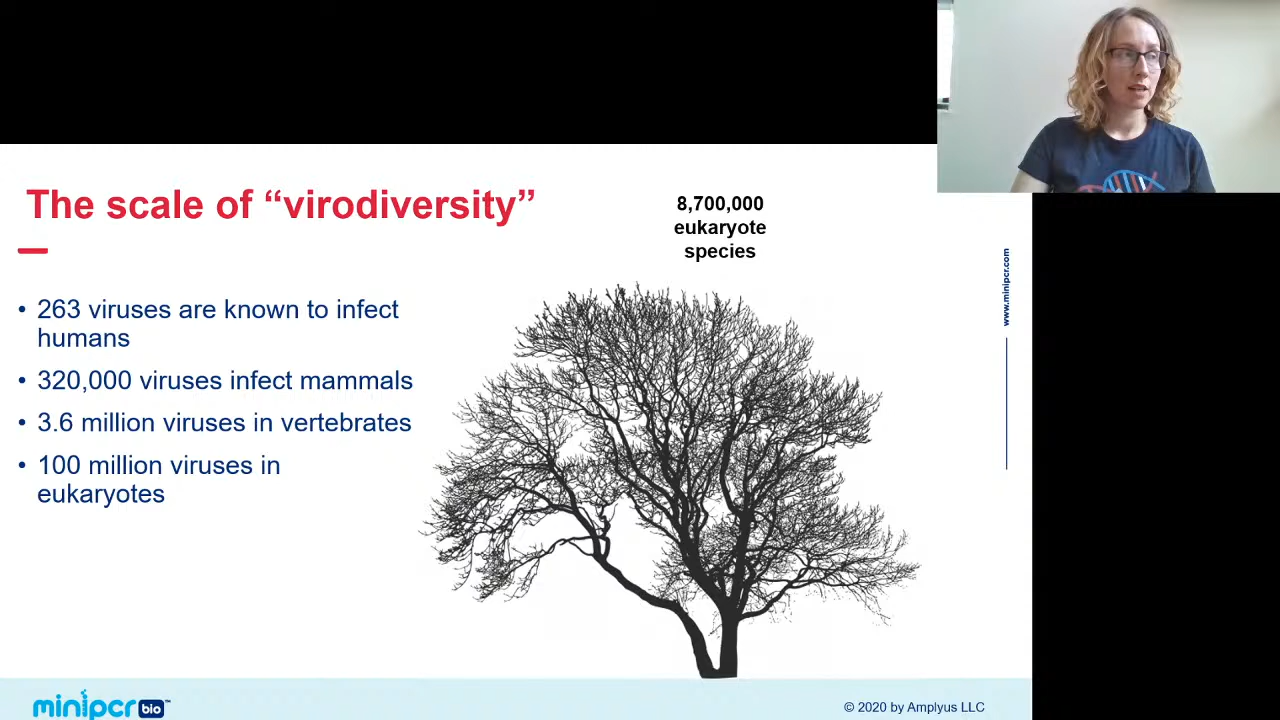 The scale of “virodiversity”
8,700,000
eukaryote
species
• 263 viruses are known to infect
humans
• 320,000 viruses infect mammals
• 3.6 million viruses in vertebrates
• 100 million viruses in
eukaryotes
www.minipcr.com
minipcr bio™
© 2020 by Amplyus LLC